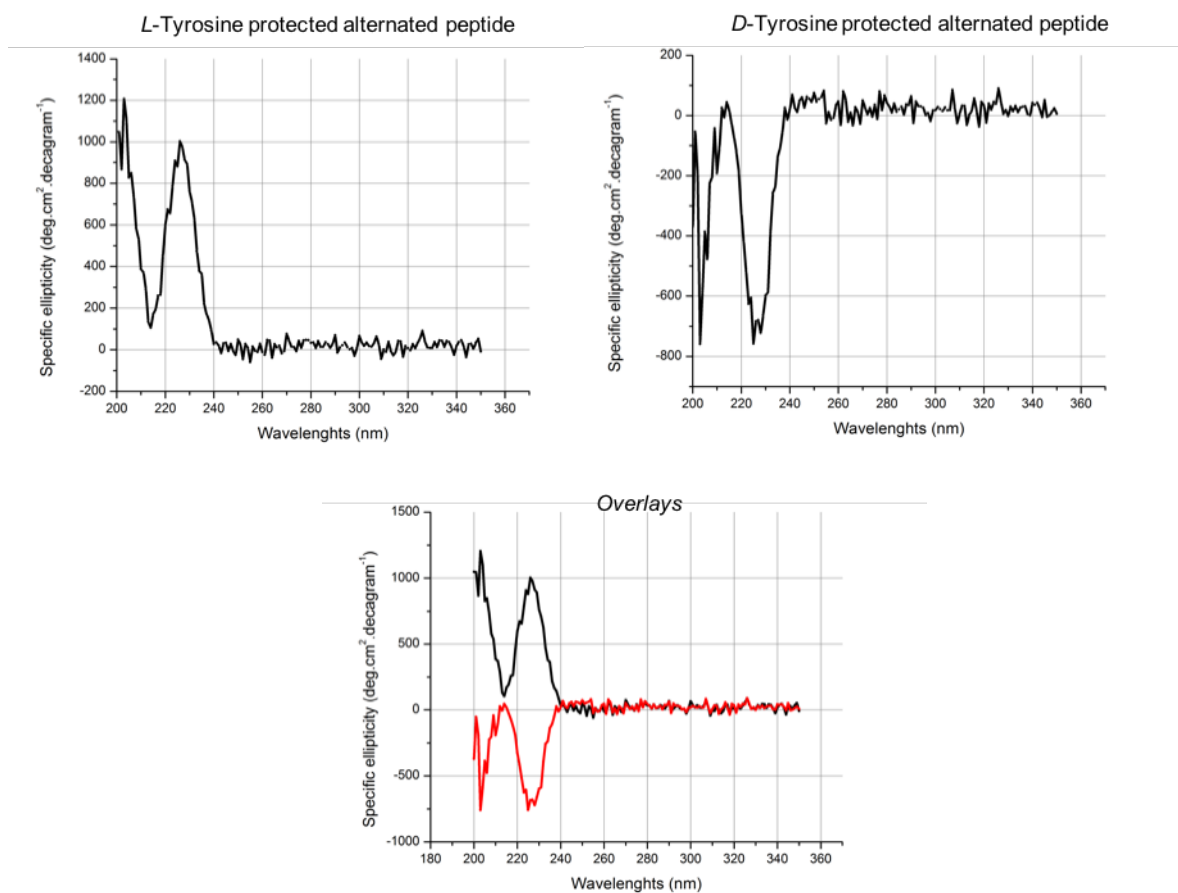 L-Tyrosine protected alternated peptide
D-Tyrosine protected alternated peptide
Specific ellipticity (deg.cm².decagram⁻¹)
1400
1200
1000
800
600
400
200
0
-200
200 220 240 260 280 300 320 340 360
Wavelenghts (nm)
Specific ellipticity (deg.cm².decagram⁻¹)
200
0
-200
-400
-600
-800
200 220 240 260 280 300 320 340 360
Wavelenghts (nm)
Overlays
Specific ellipticity (deg.cm².decagram⁻¹)
1500
1000
500
0
-500
-1000
180 200 220 240 260 280 300 320 340 360
Wavelenghts (nm)